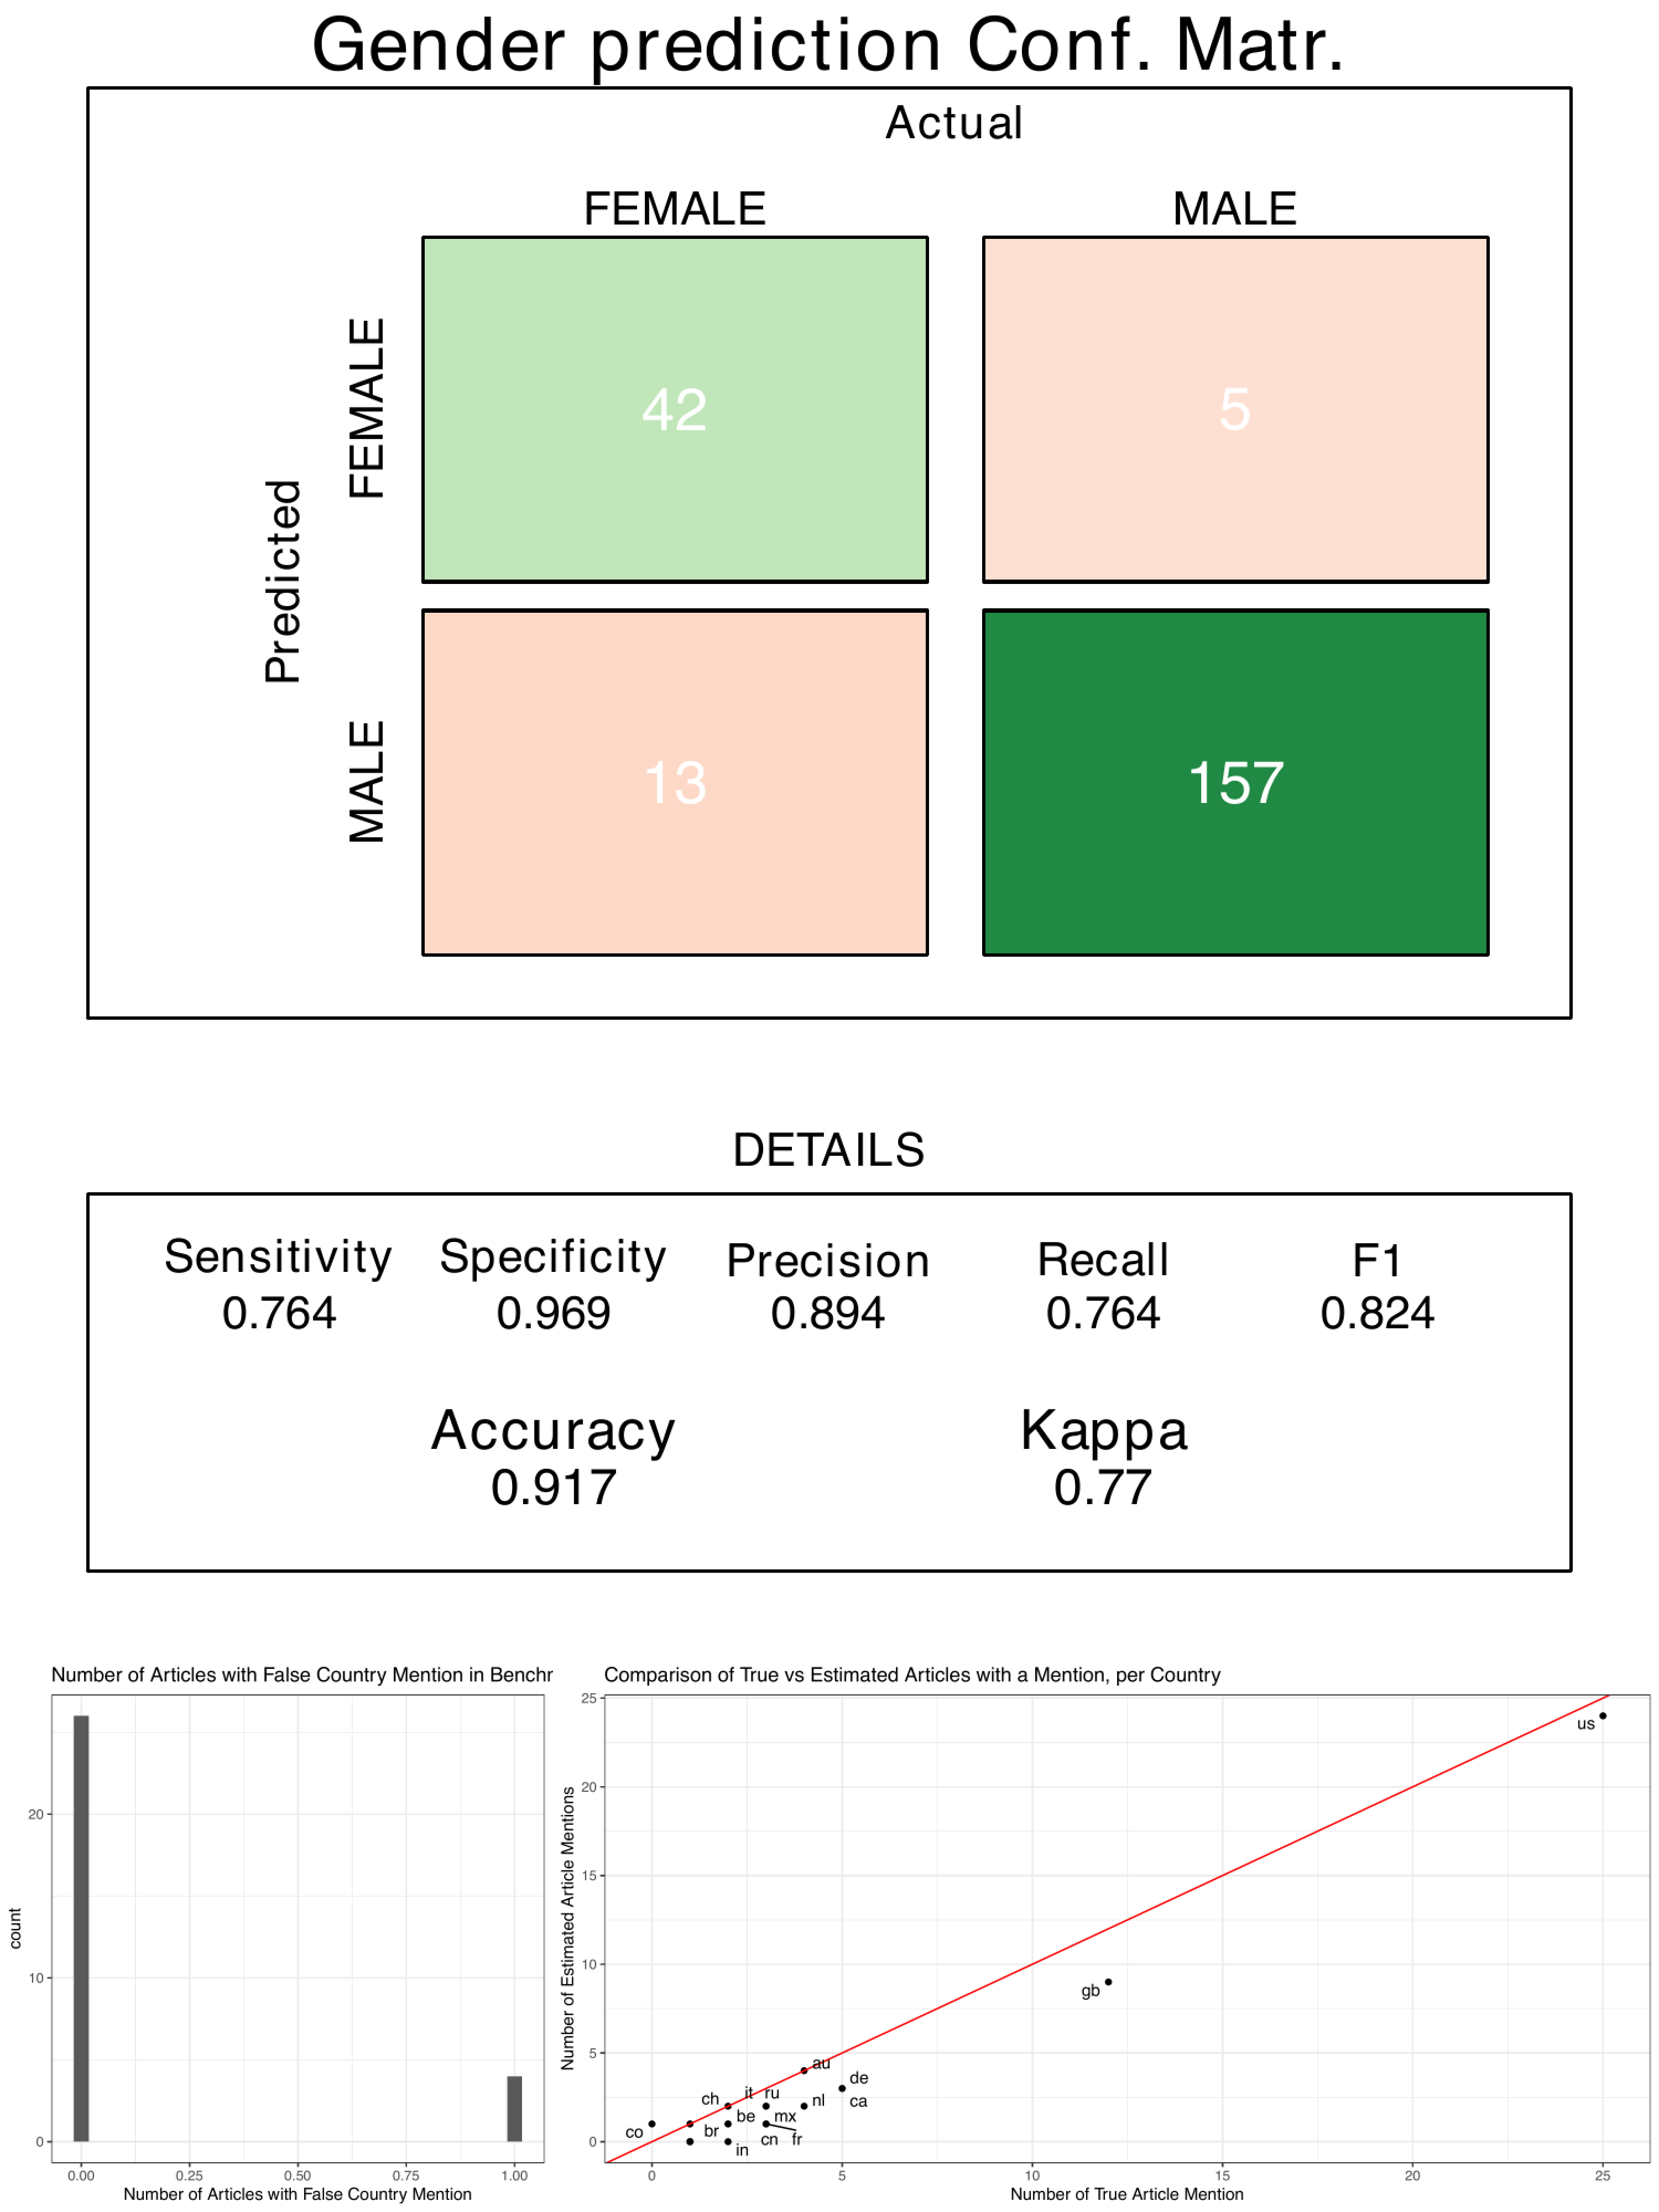 Gender prediction Conf. Matr.
Actual
FEMALE MALE
Predicted
FEMALE
42 5
MALE
13 157
DETAILS
Sensitivity Specificity Precision Recall F1
0.764 0.969 0.894 0.764 0.824
Accuracy Kappa
0.917 0.77
Number of Articles with False Country Mention in Benchr
count
20
10
0
0.00 0.25 0.50 0.75 1.00
Number of Articles with False Country Mention
Comparison of True vs Estimated Articles with a Mention, per Country
Number of Estimated Article Mentions
25
20
15
10
5
0
us
gb
au
de
ch it ru nl ca
co br be mx
in cn fr
0 5 10 15 20 25
Number of True Article Mention